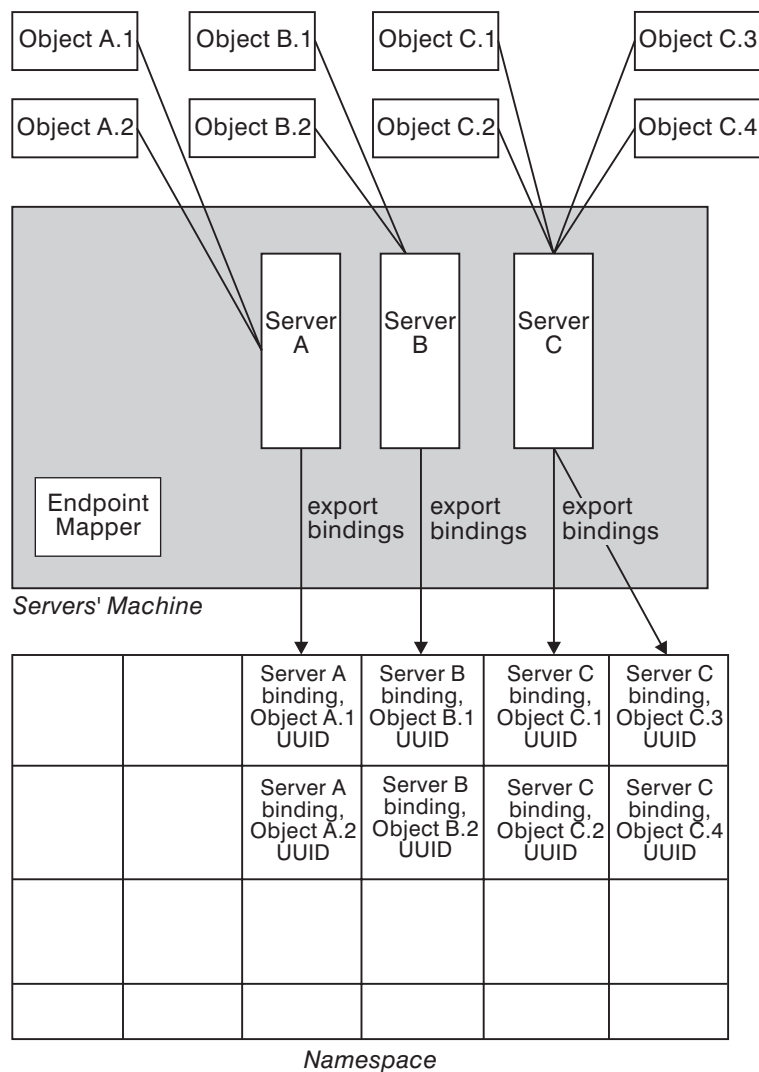 Object A.1
Object B.1
Object C.1
Object C.3
Object A.2
Object B.2
Object C.2
Object C.4
Server
A
Server
B
Server
C
Endpoint
Mapper
export
bindings
export
bindings
export
bindings
Servers' Machine
Server A
binding,
Object A.1
UUID
Server B
binding,
Object B.1
UUID
Server C
binding,
Object C.1
UUID
Server C
binding,
Object C.3
UUID
Server A
binding,
Object A.2
UUID
Server B
binding,
Object B.2
UUID
Server C
binding,
Object C.2
UUID
Server C
binding,
Object C.4
UUID
Namespace